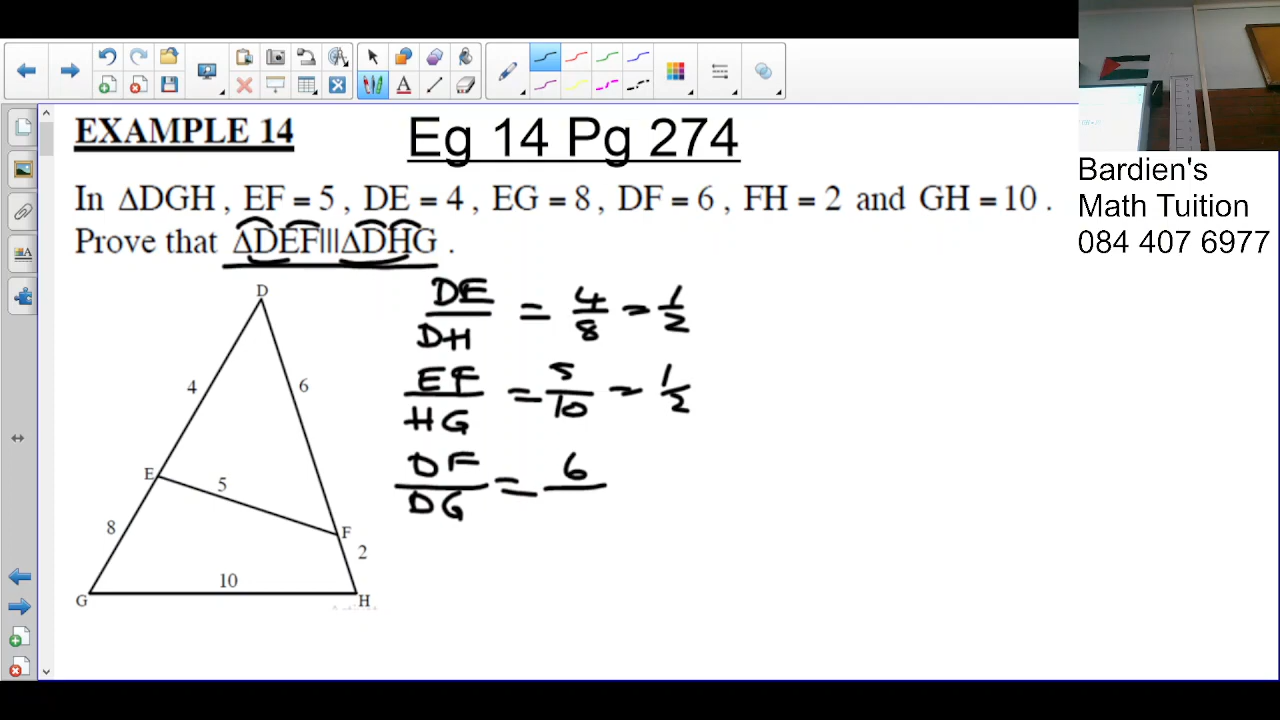 EXAMPLE 14
Eg 14 Pg 274
In ΔDGH , EF = 5 , DE = 4 , EG = 8 , DF = 6 , FH = 2 and GH = 10 .
Prove that ΔDEF|||ΔDHG .
Bardien's
Math Tuition
084 407 6977
D
4
6
E
5
8
F
2
10
G
H
DE/DH = 4/8 = 1/2
EF/HG = 5/10 = 1/2
DF/DG = 6